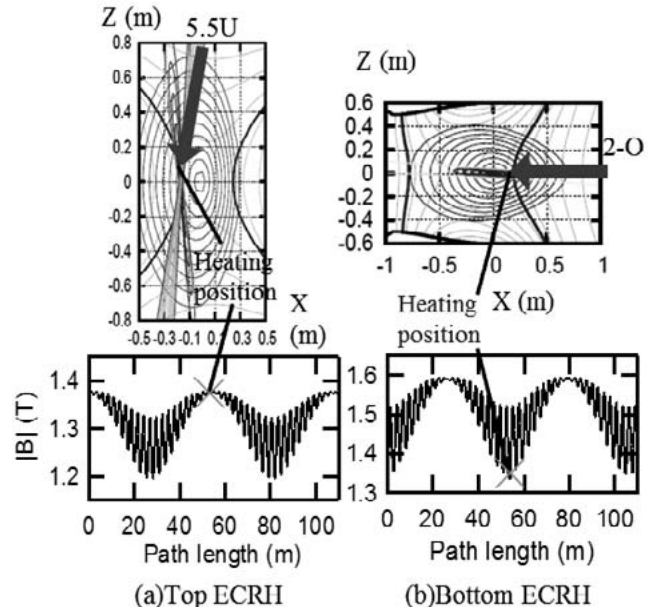 Z (m)
5.5U
0.8
0.6
0.4
0.2
0
-0.2
-0.4
-0.6
-0.8
-0.5 -0.3 -0.1 0.1 0.3 0.5
Heating
position
X
(m)
Z (m)
0.6
0.4
0.2
0
-0.2
-0.4
-0.6
-1 -0.5 0 0.5 1
2-O
Heating
position
X (m)
|B| (T)
1.4
1.3
1.2
0 20 40 60 80 100
Path length (m)
(a)Top ECRH
1.6
1.5
1.4
1.3
0 20 40 60 80 100
Path length (m)
(b)Bottom ECRH